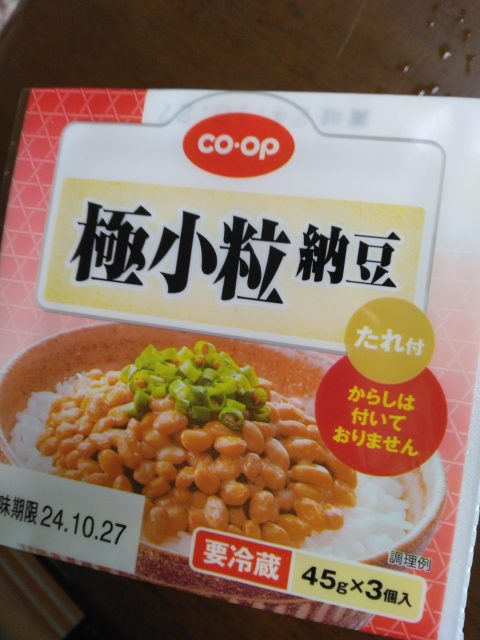 CO·OP
極小粒納豆
たれ付
からしは
付いて
おりません
味期限 24.10.27
調理例
要冷蔵 45g×3個入